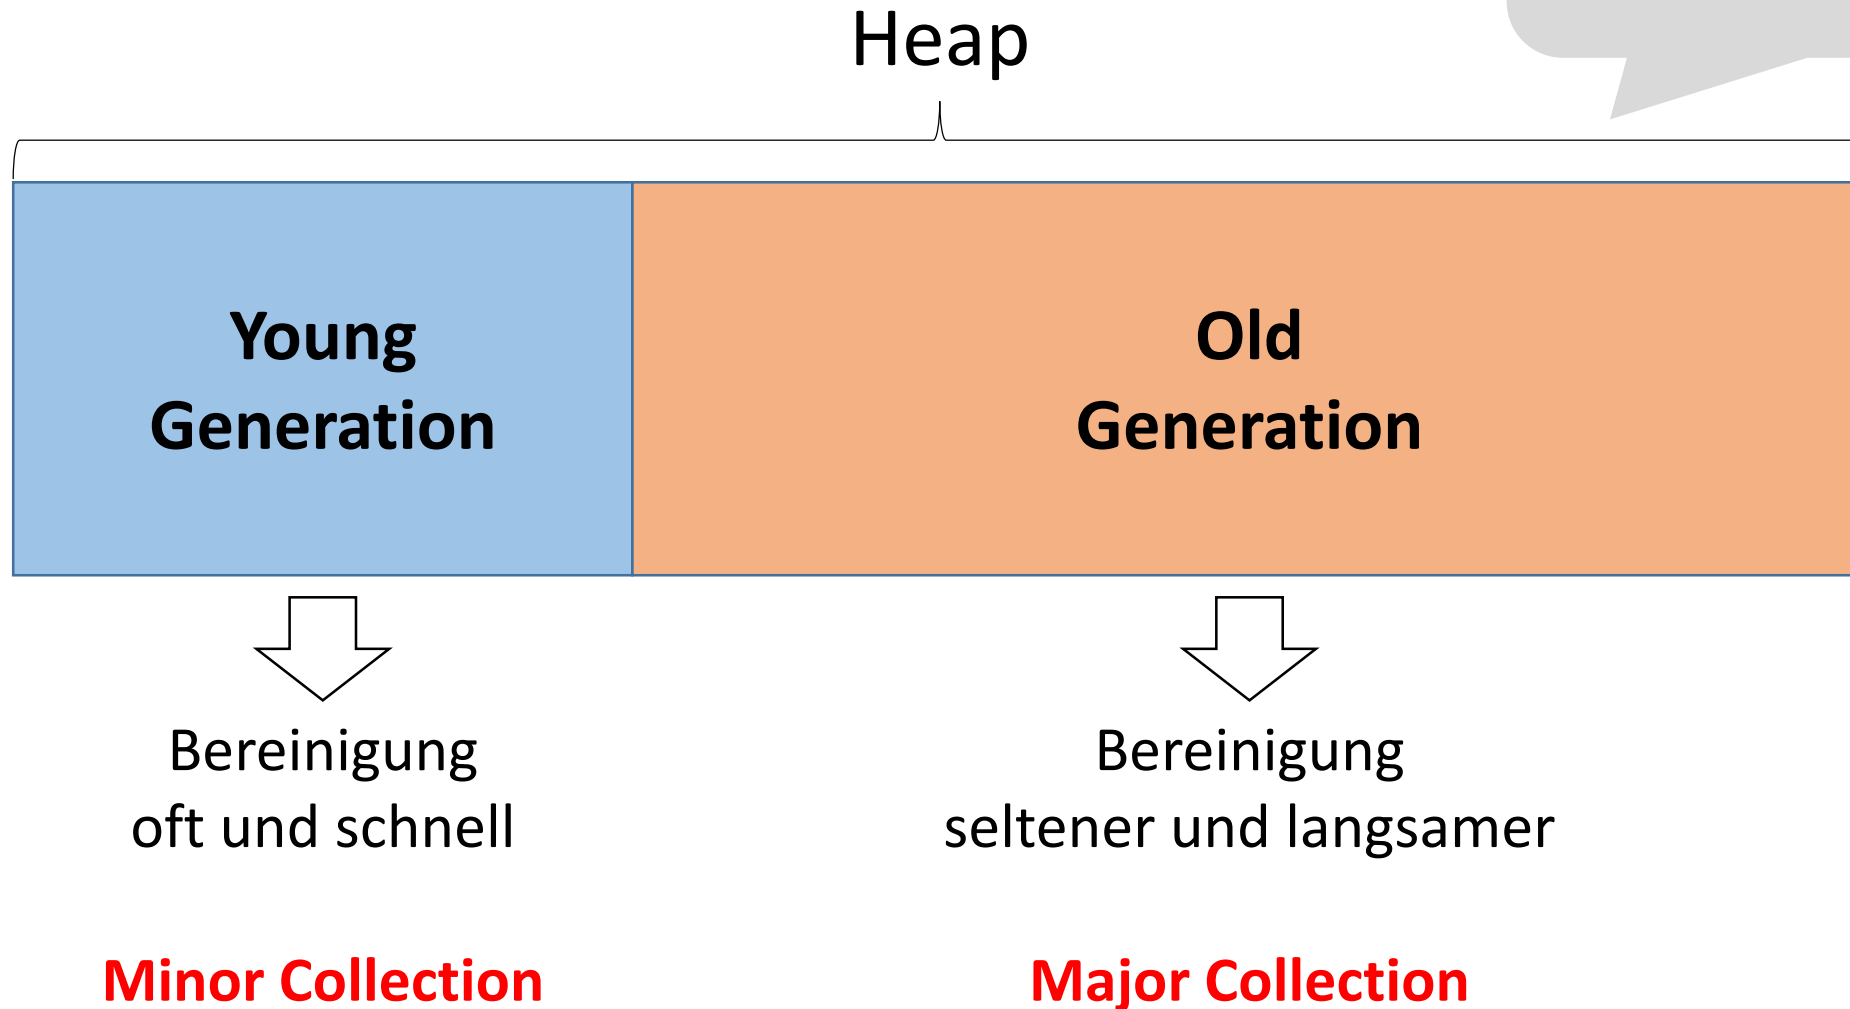 Heap
Young
Generation
Old
Generation
Bereinigung
oft und schnell
Bereinigung
seltener und langsamer
Minor Collection
Major Collection